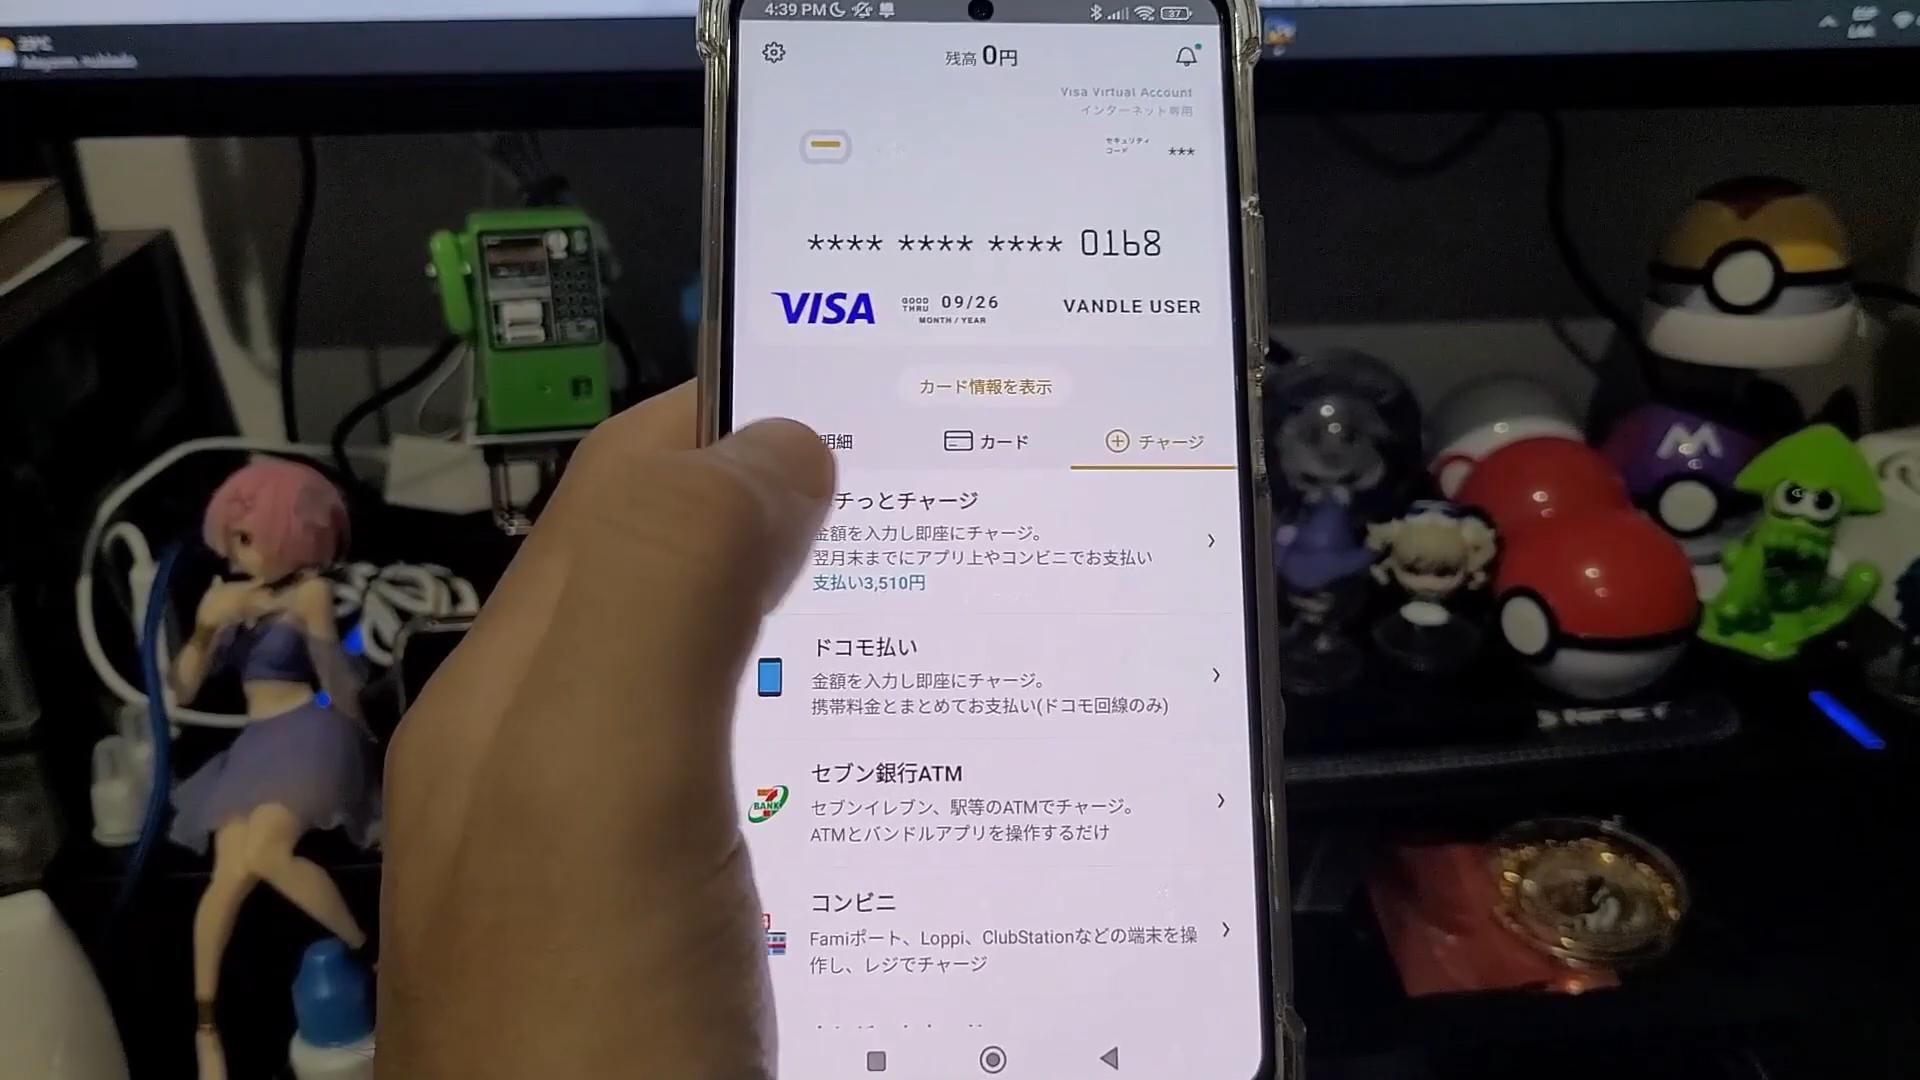 4:39 PM
37
残高 0円
Visa Virtual Account
インターネット専用
セキュリティ
コード ***
**** **** **** 0168
VISA
GOOD
THRU 09/26
MONTH / YEAR
VANDLE USER
カード情報を表示
明細
カード
チャージ
チっとチャージ
金額を入力し即座にチャージ。
翌月末までにアプリ上やコンビニでお支払い
支払い3,510円
ドコモ払い
金額を入力し即座にチャージ。
携帯料金とまとめてお支払い(ドコモ回線のみ)
セブン銀行ATM
BANK
セブンイレブン、駅等のATMでチャージ。
ATMとバンドルアプリを操作するだけ
コンビニ
Famiポート、Loppi、ClubStationなどの端末を操
作し、レジでチャージ
M